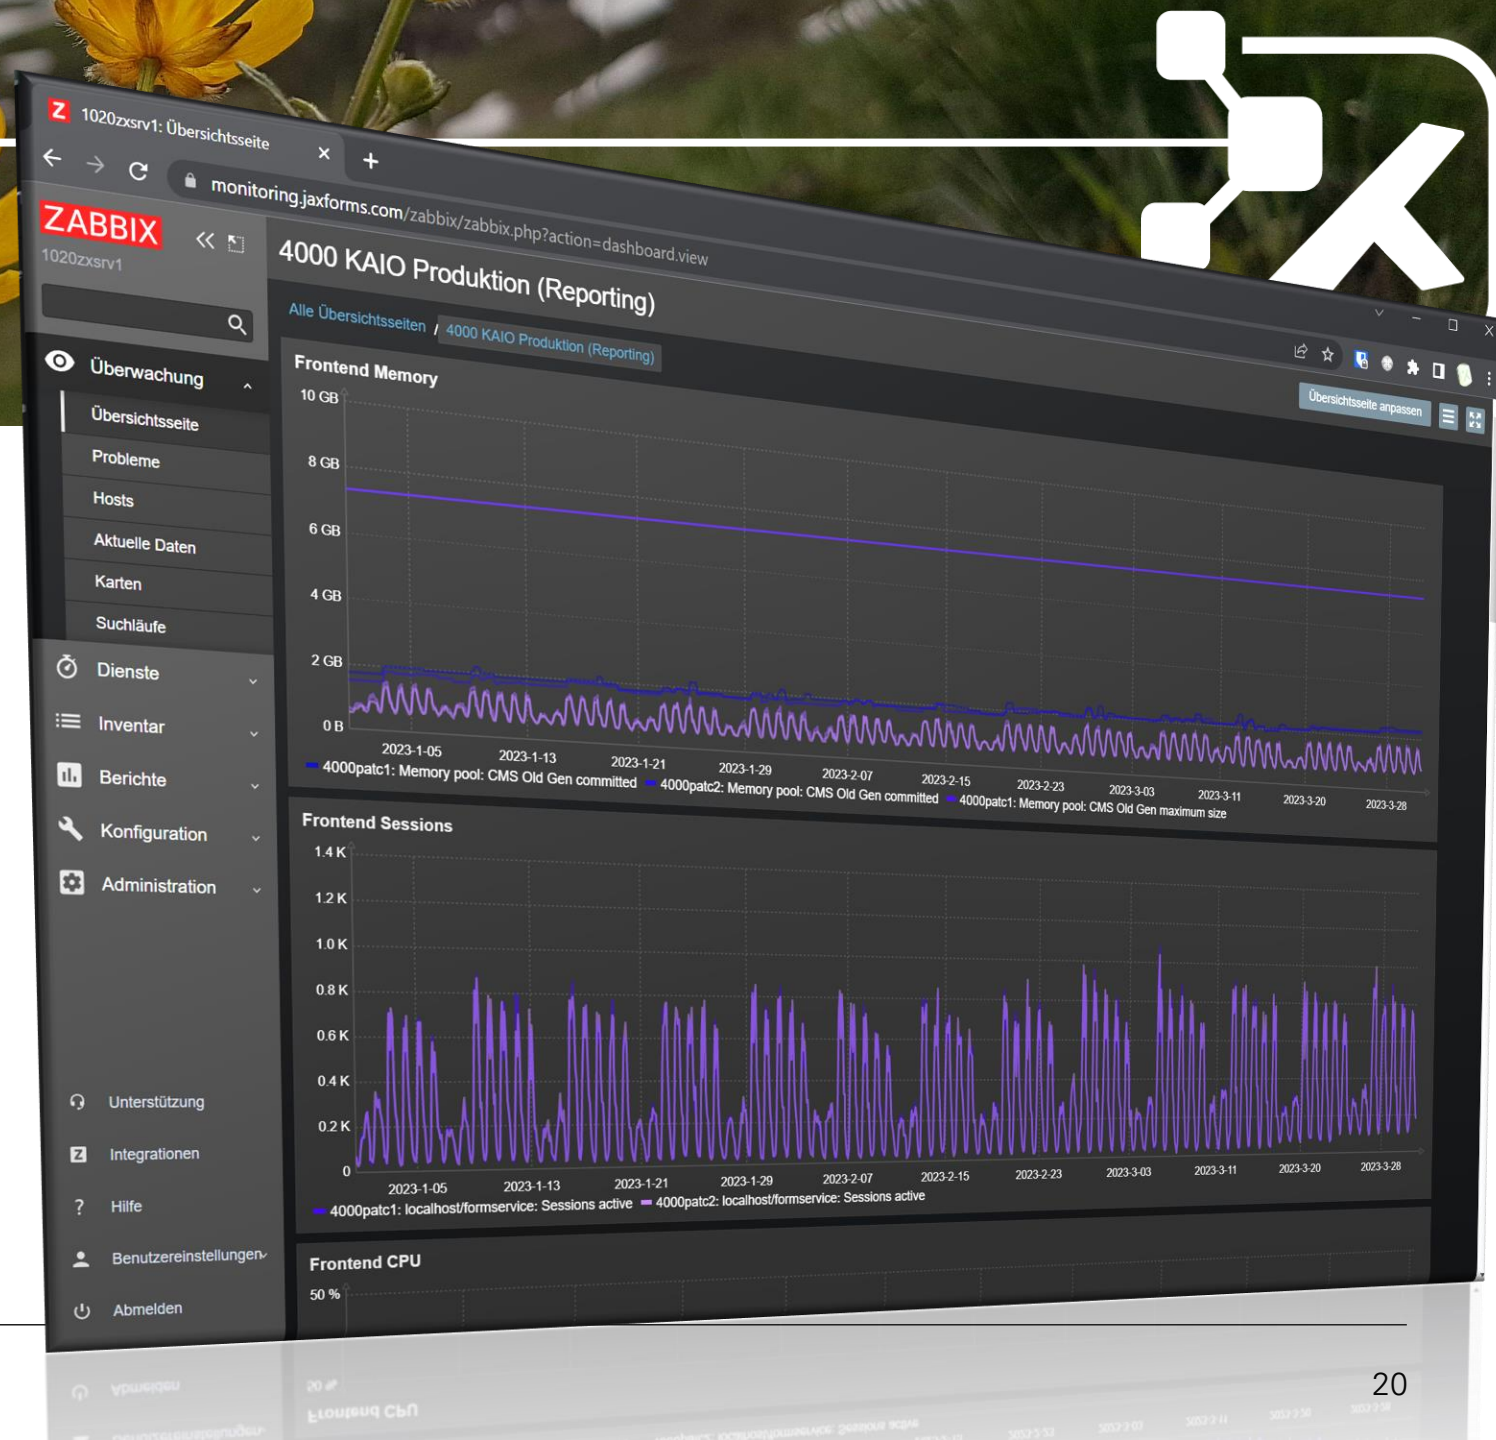 1020zxsrv1: Übersichtsseite
monitoring.jaxforms.com/zabbix/zabbix.php?action=dashboard.view
ZABBIX
1020zxsrv1
Überwachung
Übersichtsseite
Probleme
Hosts
Aktuelle Daten
Karten
Suchläufe
Dienste
Inventar
Berichte
Konfiguration
Administration
Unterstützung
Integrationen
Hilfe
Benutzereinstellungen
Abmelden
4000 KAIO Produktion (Reporting)
Alle Übersichtsseiten / 4000 KAIO Produktion (Reporting)
Übersichtsseite anpassen
Frontend Memory
10 GB
8 GB
6 GB
4 GB
2 GB
0 B
2023-1-05 2023-1-13 2023-1-21 2023-1-29 2023-2-07 2023-2-15 2023-2-23 2023-3-03 2023-3-11 2023-3-20 2023-3-28
4000patc1: Memory pool: CMS Old Gen committed 4000patc2: Memory pool: CMS Old Gen committed 4000patc1: Memory pool: CMS Old Gen maximum size
Frontend Sessions
1.4 K
1.2 K
1.0 K
0.8 K
0.6 K
0.4 K
0.2 K
0
2023-1-05 2023-1-13 2023-1-21 2023-1-29 2023-2-07 2023-2-15 2023-2-23 2023-3-03 2023-3-11 2023-3-20 2023-3-28
4000patc1: localhost/formservice: Sessions active 4000patc2: localhost/formservice: Sessions active
Frontend CPU
50 %
20